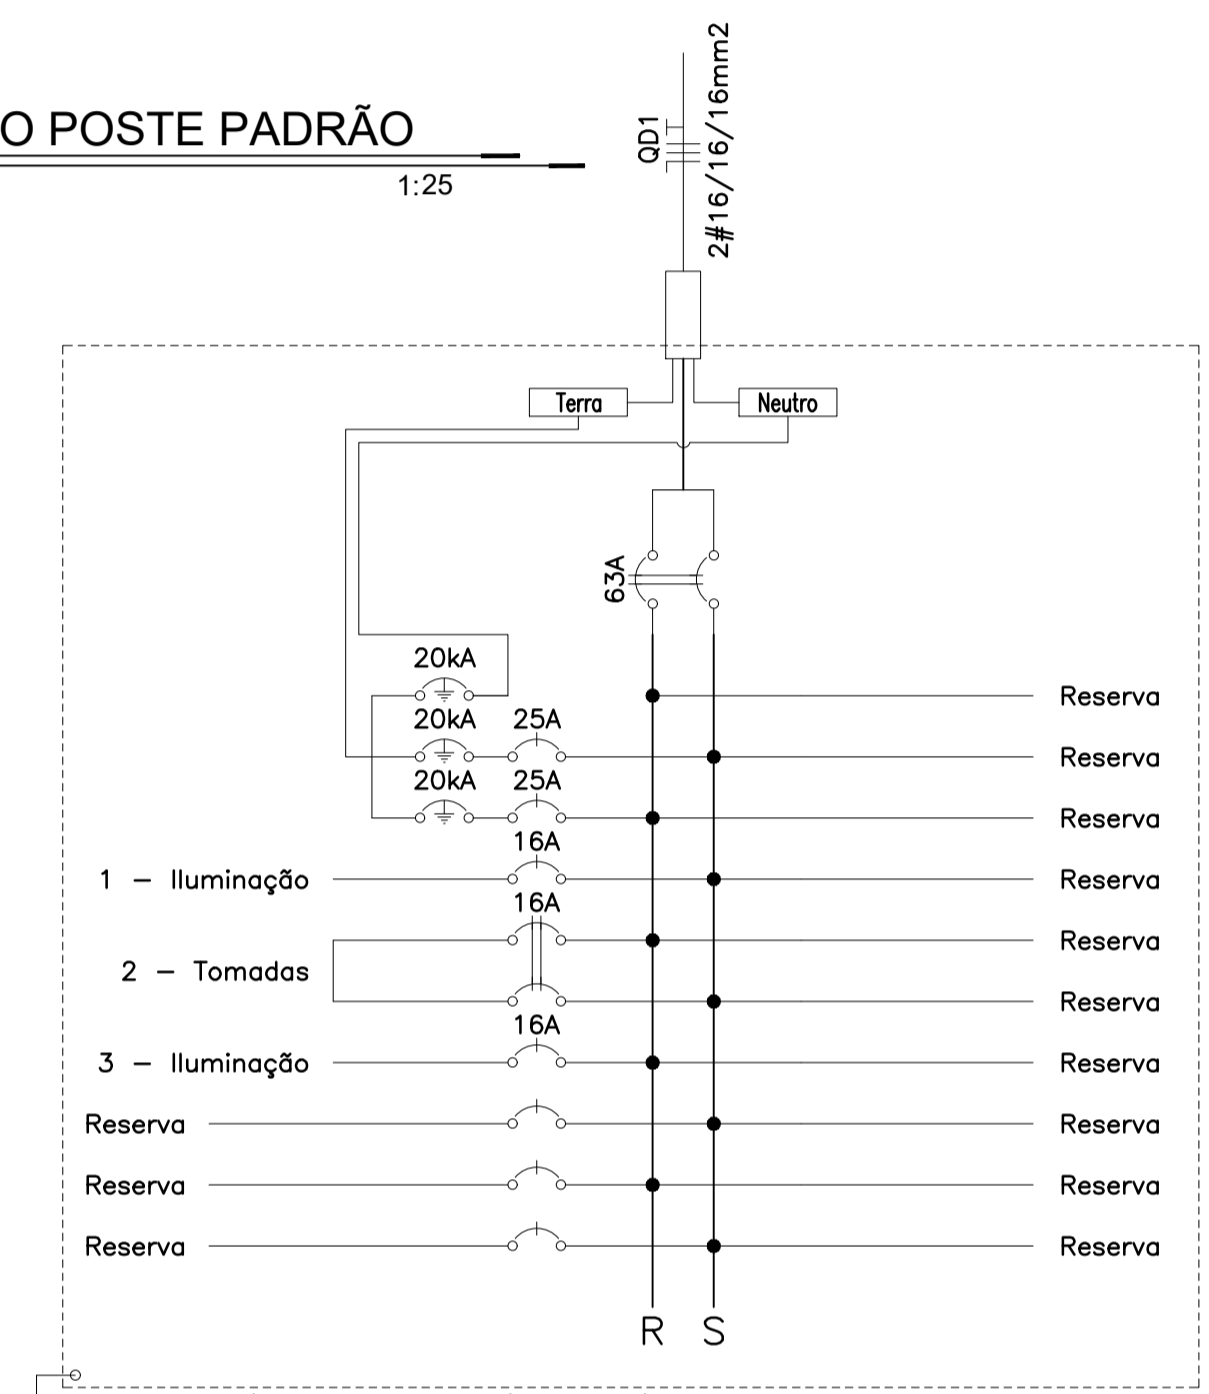 O POSTE PADRÃO
1:25
QD1
2#16/16/16mm2
Terra
Neutro
63A
20kA
Reserva
20kA 25A
Reserva
20kA 25A
Reserva
16A
1 – Iluminação
Reserva
16A
Reserva
2 – Tomadas
Reserva
16A
3 – Iluminação
Reserva
Reserva
Reserva
Reserva
Reserva
Reserva
Reserva
R S